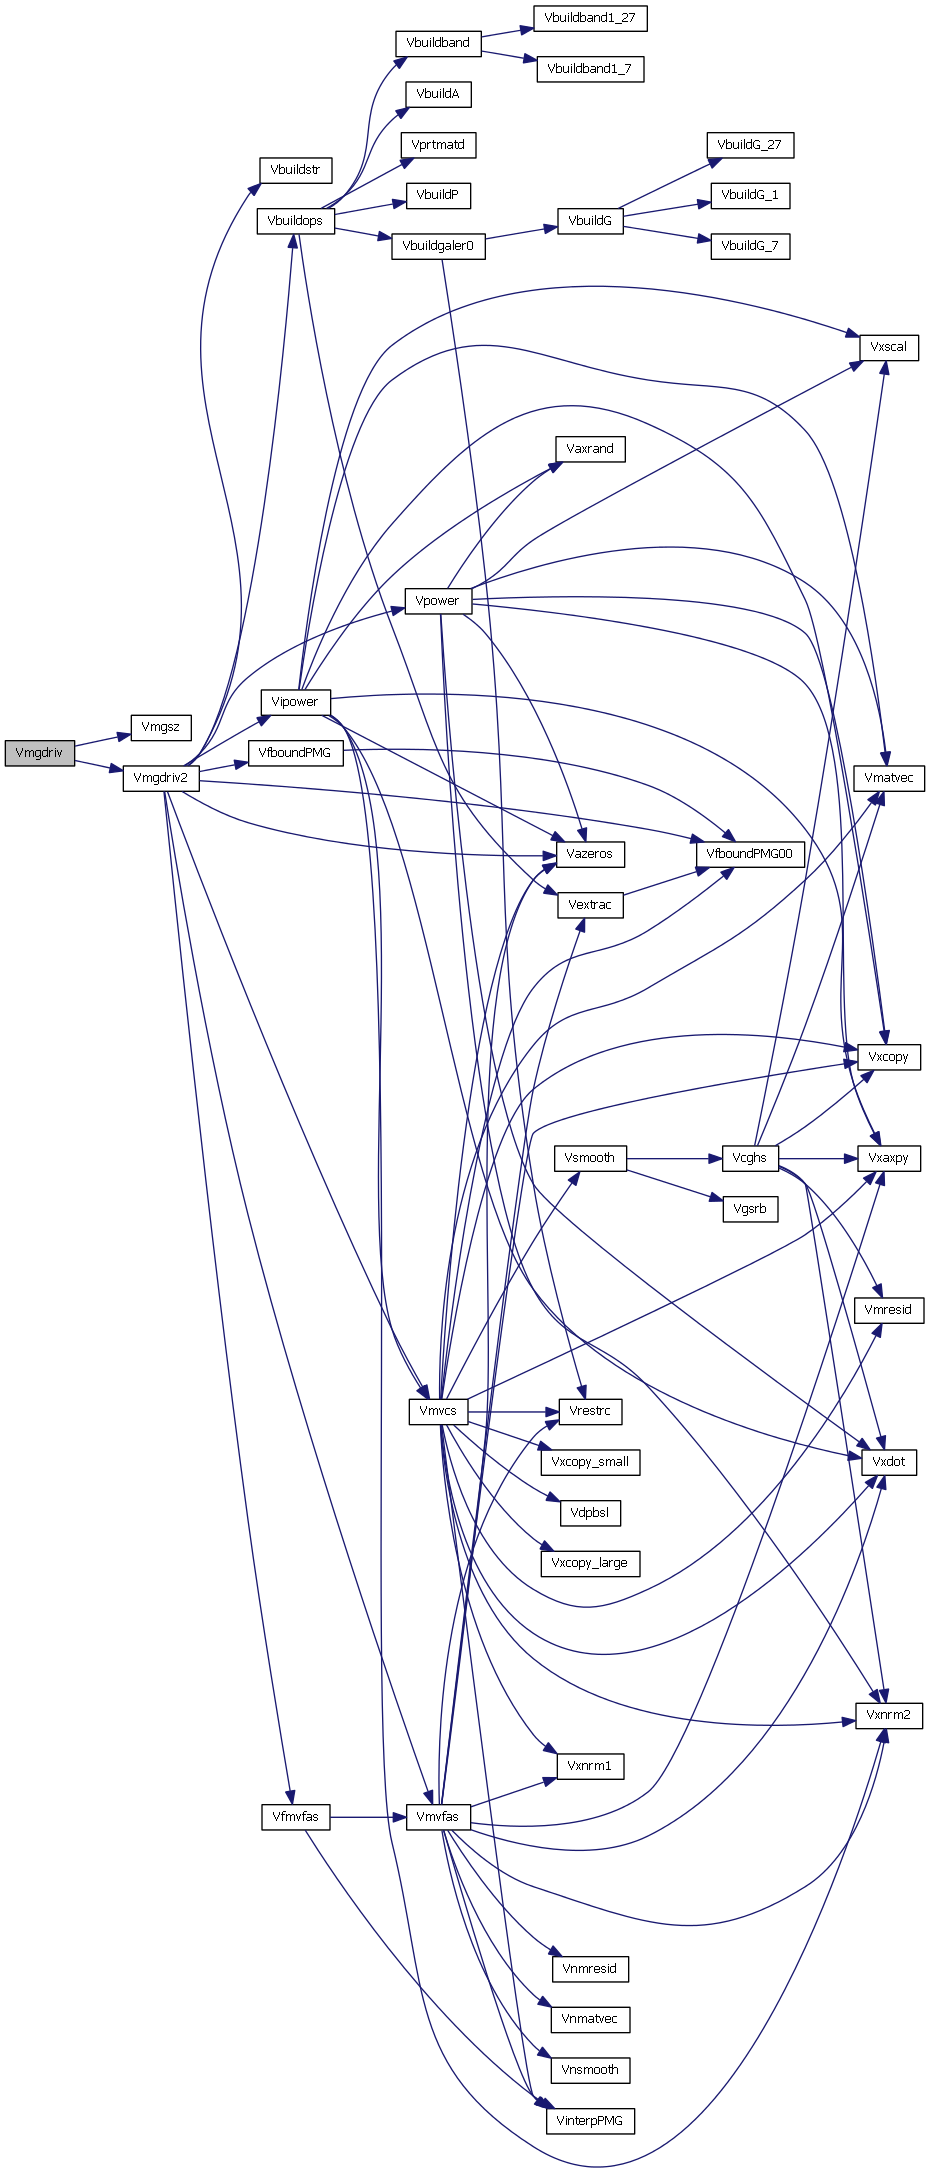 Vbuildband1_27
Vbuildband
Vbuildband1_7
VbuildA
Vprtmatd
VbuildG_27
Vbuildstr
VbuildP
VbuildG_1
Vbuildops
VbuildG
Vbuildgaler0
VbuildG_7
Vxscal
Vaxrand
Vpower
Vipower
Vmgsz
Vmgdriv
VfboundPMG
Vmgdriv2
Vmatvec
Vazeros
VfboundPMG00
Vextrac
Vxcopy
Vsmooth
Vcghs
Vxaxpy
Vgsrb
Vmresid
Vmvcs
Vrestrc
Vxcopy_small
Vxdot
Vdpbsl
Vxcopy_large
Vxnrm2
Vxnrm1
Vfmvfas
Vmvfas
Vnmresid
Vnmatvec
Vnsmooth
VinterpPMG